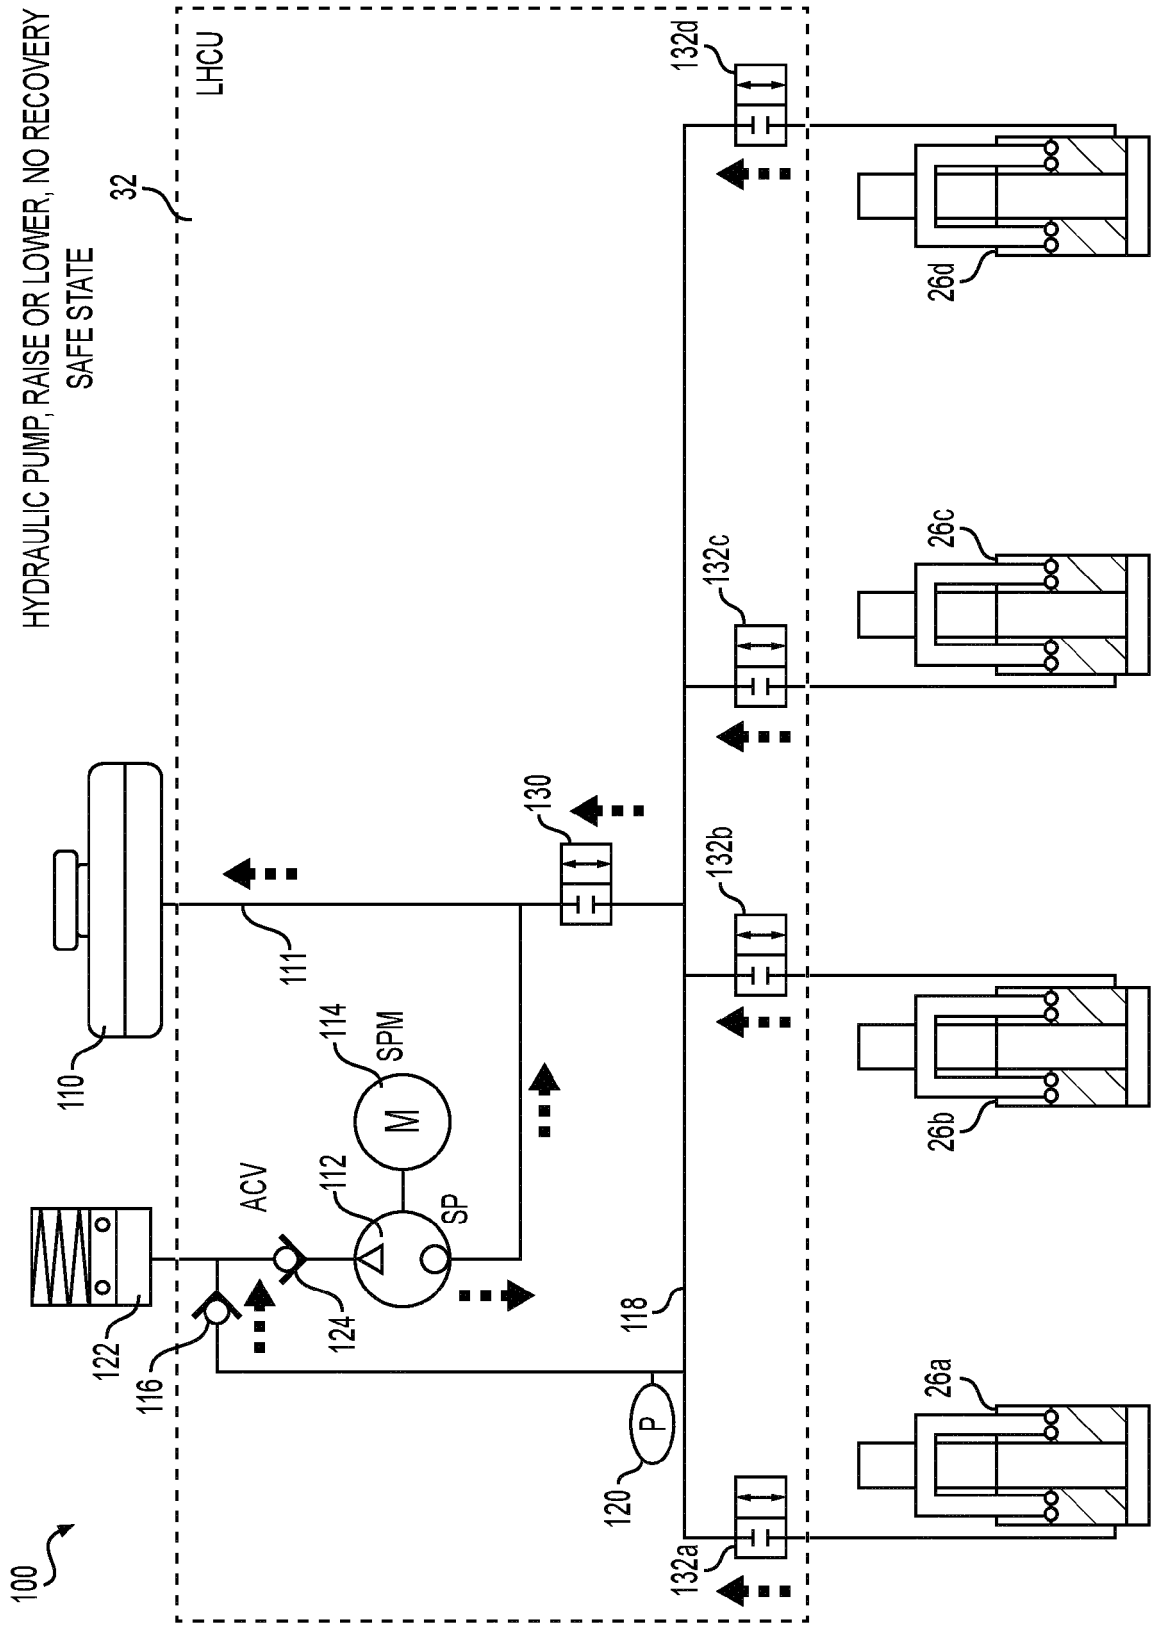 HYDRAULIC PUMP, RAISE OR LOWER, NO RECOVERY
SAFE STATE
100
122
110
32
LHCU
116
ACV
124
112
SP
114
SPM
M
111
130
120
P
118
132a
132b
132c
132d
26a
26b
26c
26d